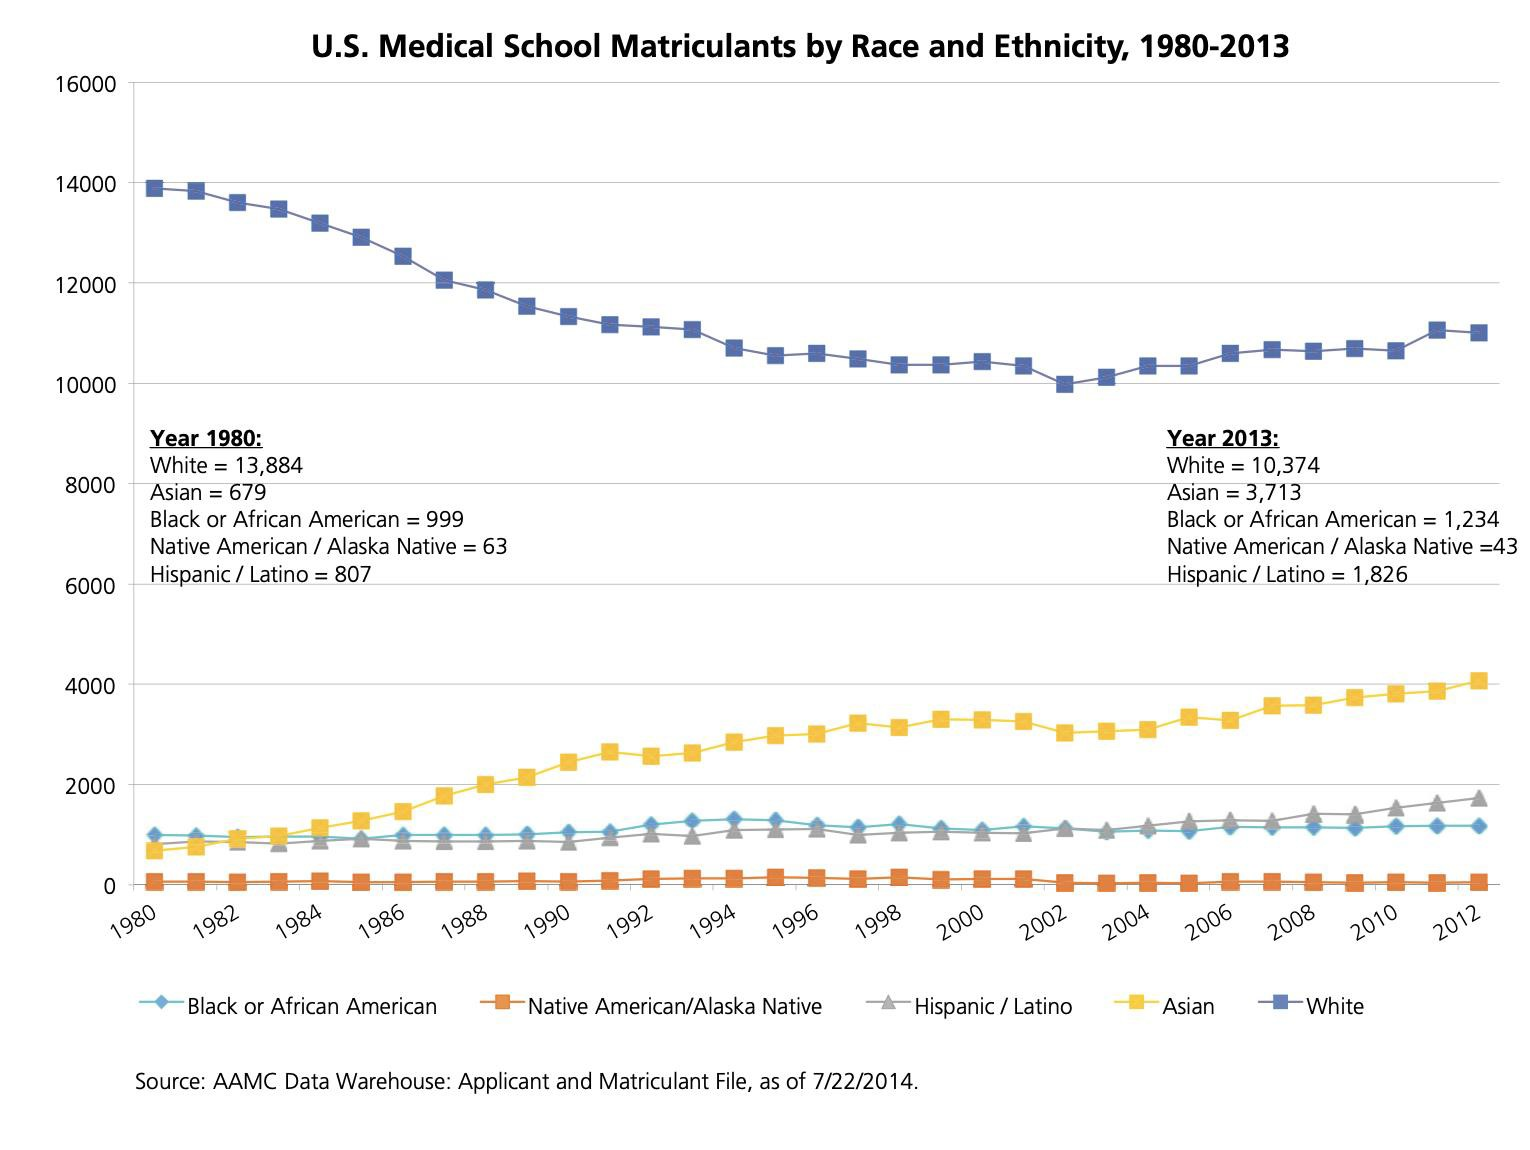 U.S. Medical School Matriculants by Race and Ethnicity, 1980-2013
16000
14000
12000
10000
8000
6000
4000
2000
0
Year 1980:
White = 13,884
Asian = 679
Black or African American = 999
Native American / Alaska Native = 63
Hispanic / Latino = 807
Year 2013:
White = 10,374
Asian = 3,713
Black or African American = 1,234
Native American / Alaska Native =43
Hispanic / Latino = 1,826
1980 1982 1984 1986 1988 1990 1992 1994 1996 1998 2000 2002 2004 2006 2008 2010 2012
Black or African American Native American/Alaska Native Hispanic / Latino Asian White
Source: AAMC Data Warehouse: Applicant and Matriculant File, as of 7/22/2014.